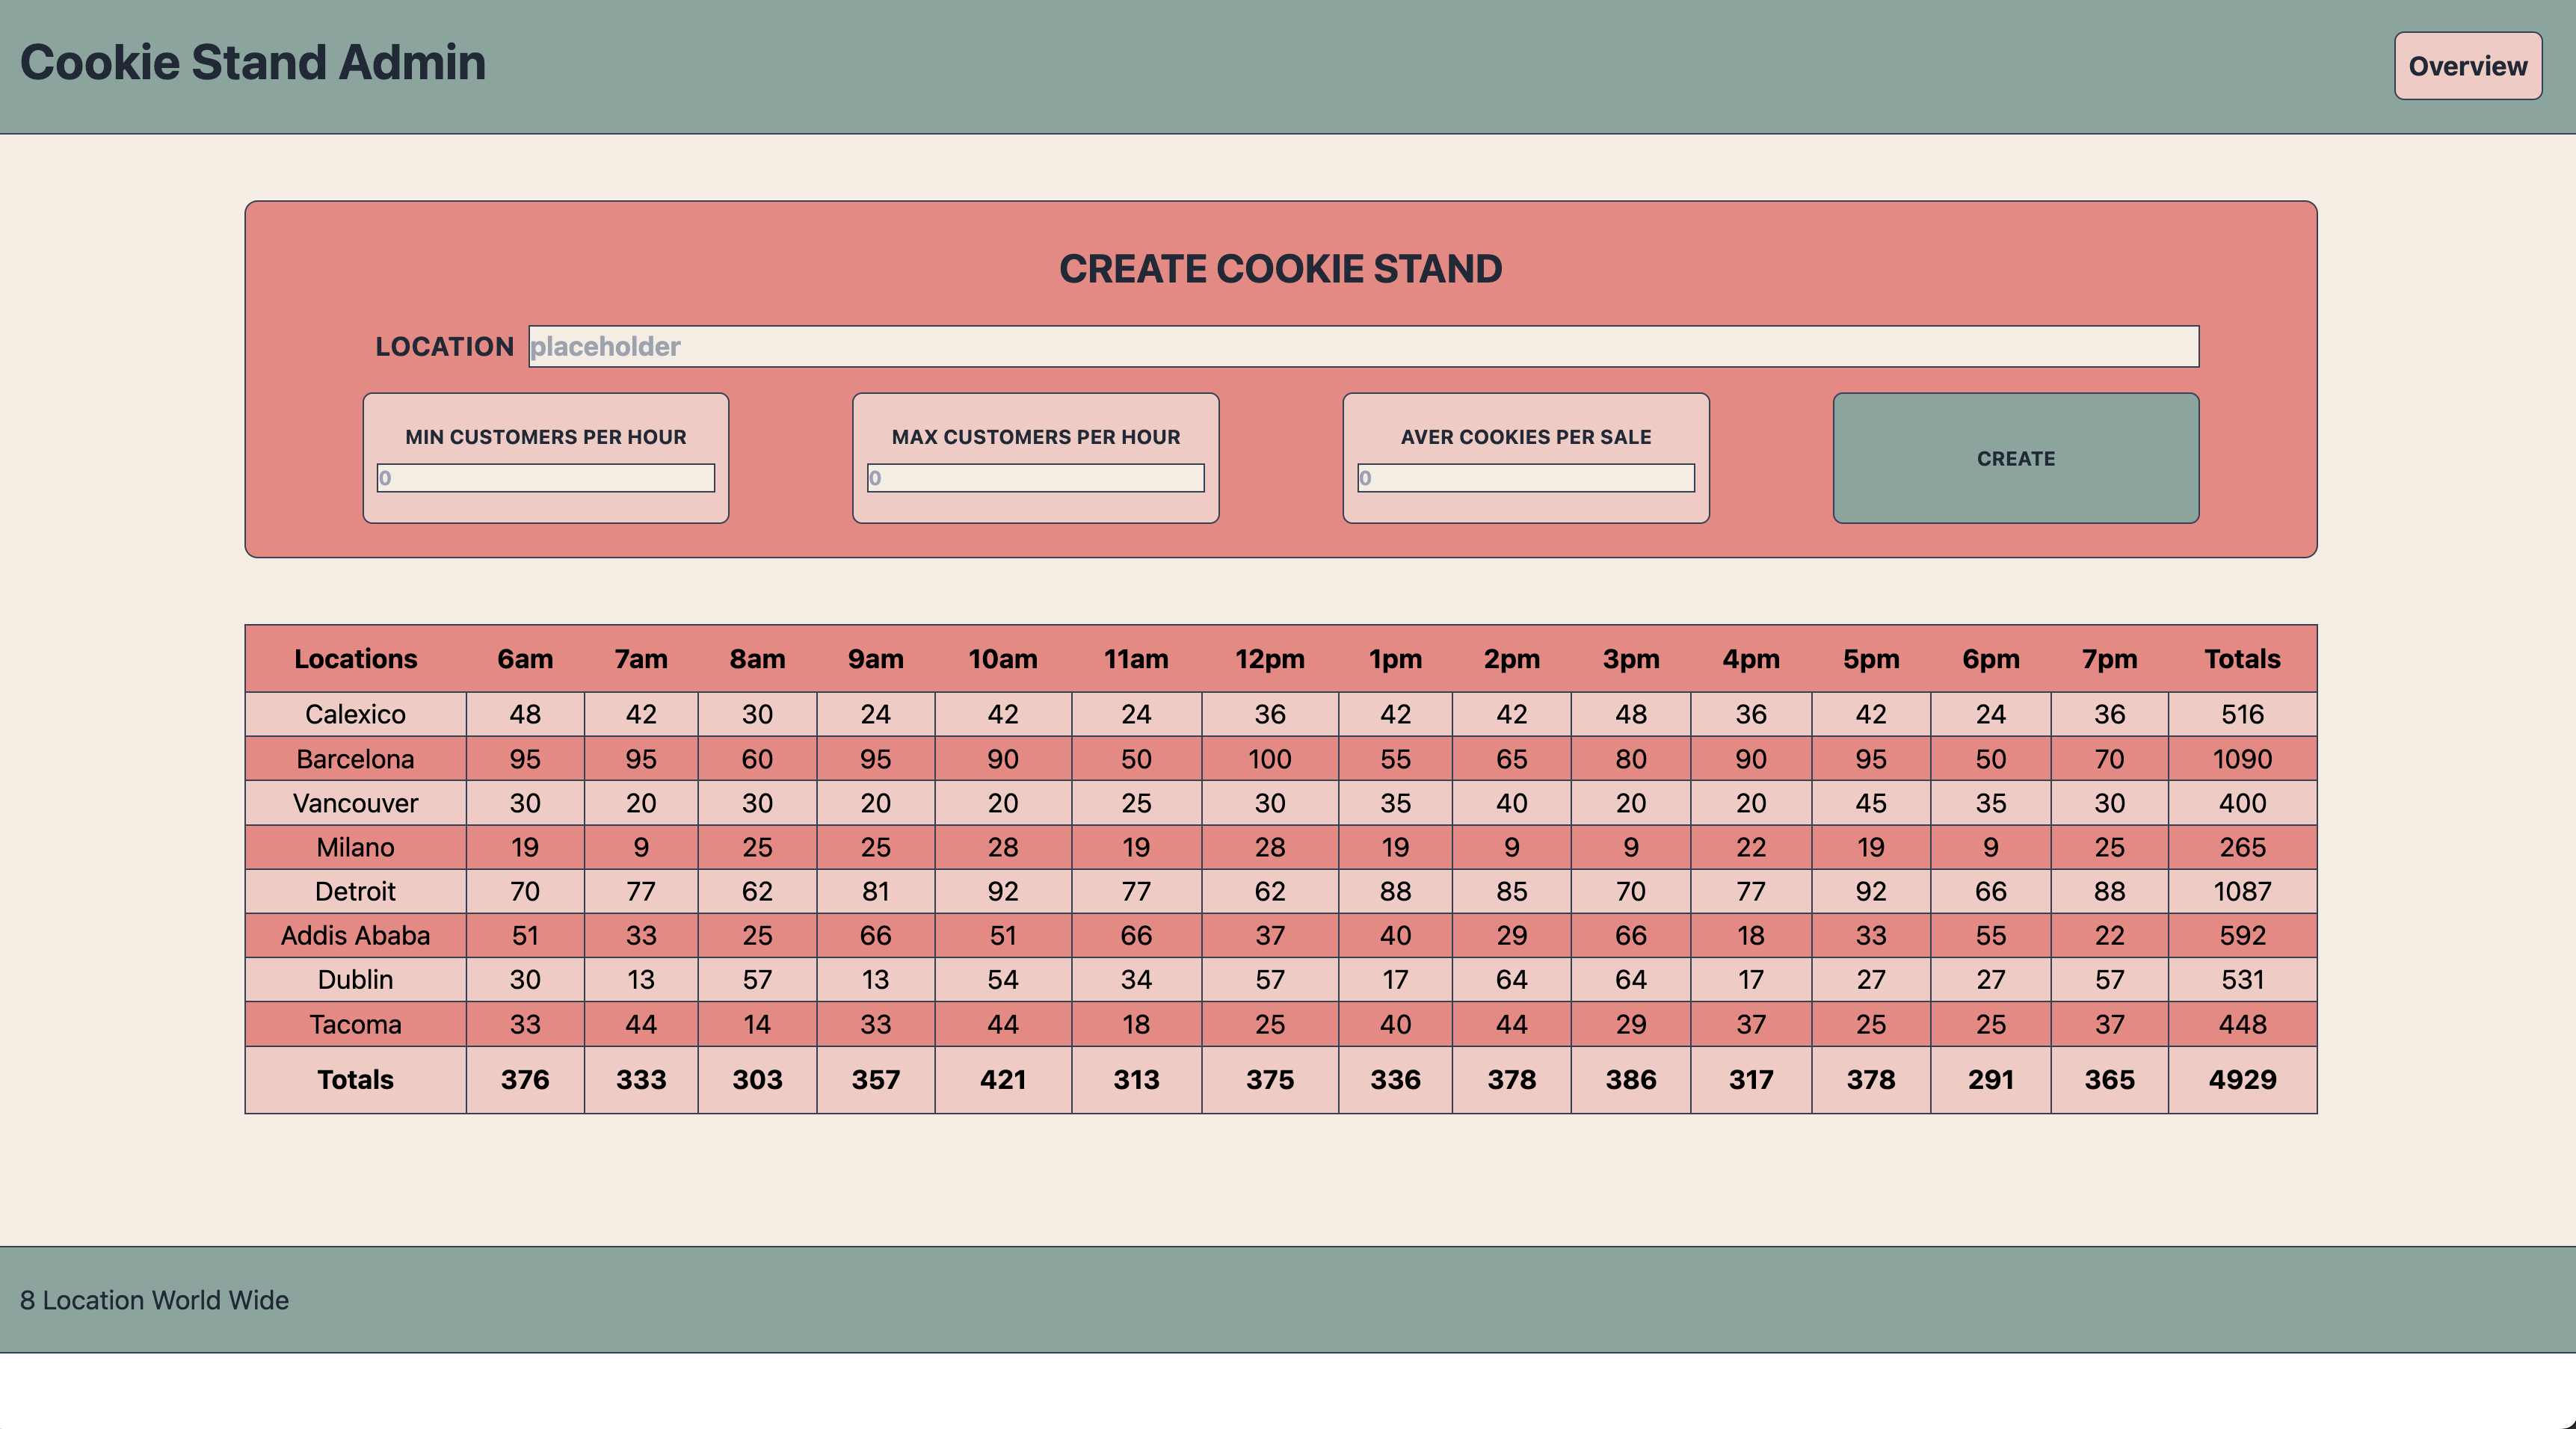 Cookie Stand Admin
Overview
CREATE COOKIE STAND
LOCATION placeholder
MIN CUSTOMERS PER HOUR MAX CUSTOMERS PER HOUR AVER COOKIES PER SALE CREATE
0 0 0
Locations 6am 7am 8am 9am 10am 11am 12pm 1pm 2pm 3pm 4pm 5pm 6pm 7pm Totals
Calexico 48 42 30 24 42 24 36 42 42 48 36 42 24 36 516
Barcelona 95 95 60 95 90 50 100 55 65 80 90 95 50 70 1090
Vancouver 30 20 30 20 20 25 30 35 40 20 20 45 35 30 400
Milano 19 9 25 25 28 19 28 19 9 9 22 19 9 25 265
Detroit 70 77 62 81 92 77 62 88 85 70 77 92 66 88 1087
Addis Ababa 51 33 25 66 51 66 37 40 29 66 18 33 55 22 592
Dublin 30 13 57 13 54 34 57 17 64 64 17 27 27 57 531
Tacoma 33 44 14 33 44 18 25 40 44 29 37 25 25 37 448
Totals 376 333 303 357 421 313 375 336 378 386 317 378 291 365 4929
8 Location World Wide